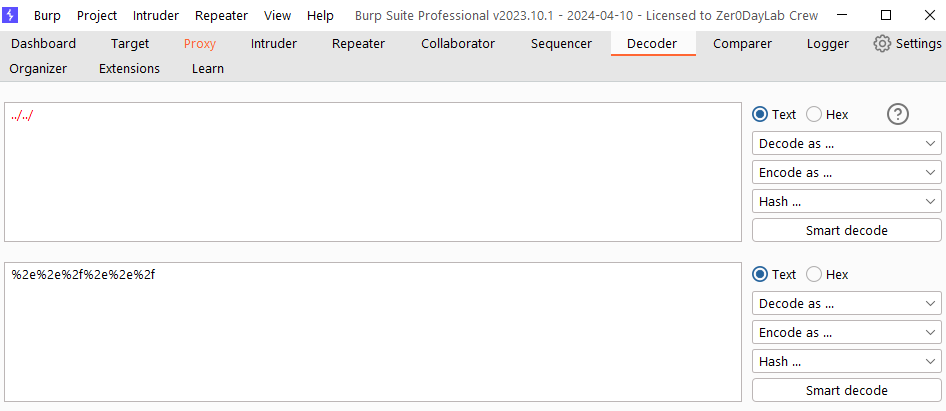 Burp Project Intruder Repeater View Help Burp Suite Professional v2023.10.1 - 2024-04-10 - Licensed to Zer0DayLab Crew
Dashboard Target Proxy Intruder Repeater Collaborator Sequencer Decoder Comparer Logger Settings
Organizer Extensions Learn
../../
Text Hex ?
Decode as ...
Encode as ...
Hash ...
Smart decode
%2e%2e%2f%2e%2e%2f
Text Hex
Decode as ...
Encode as ...
Hash ...
Smart decode